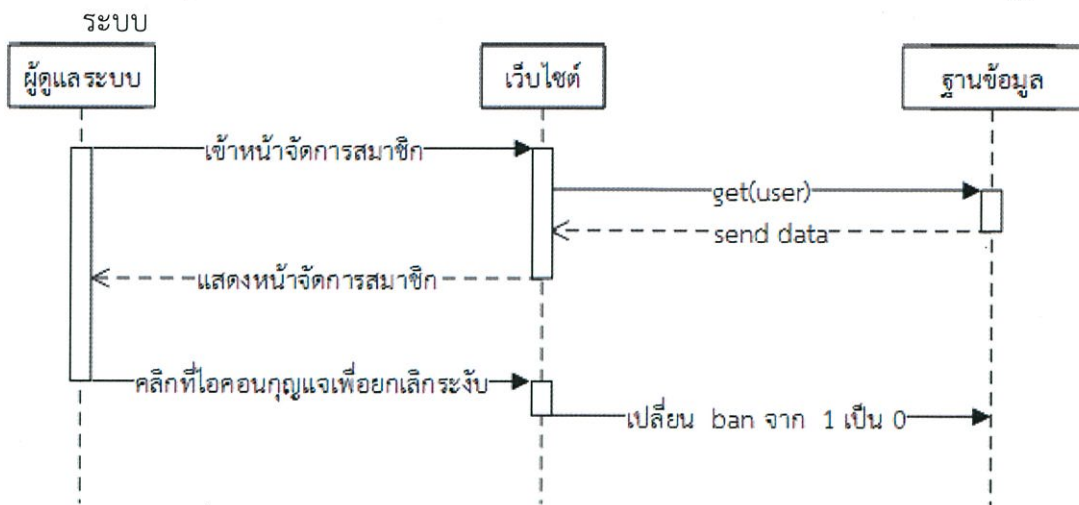 ระบบ
ผู้ดูแลระบบ
เว็บไซต์
ฐานข้อมูล
เข้าหน้าจัดการสมาชิก
get(user)
send data
แสดงหน้าจัดการสมาชิก
คลิกที่ไอคอนกุญแจเพื่อยกเลิกระงับ
เปลี่ยน ban จาก 1 เป็น 0